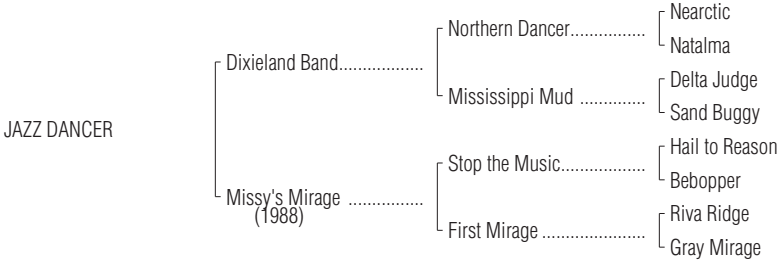 Nearctic
Northern Dancer....................
Natalma
Dixieland Band..................
Delta Judge
Mississippi Mud ..............
Sand Buggy
JAZZ DANCER
Hail to Reason
Stop the Music..................
Bebopper
Missy's Mirage ................
(1988)
Riva Ridge
First Mirage ......................
Gray Mirage